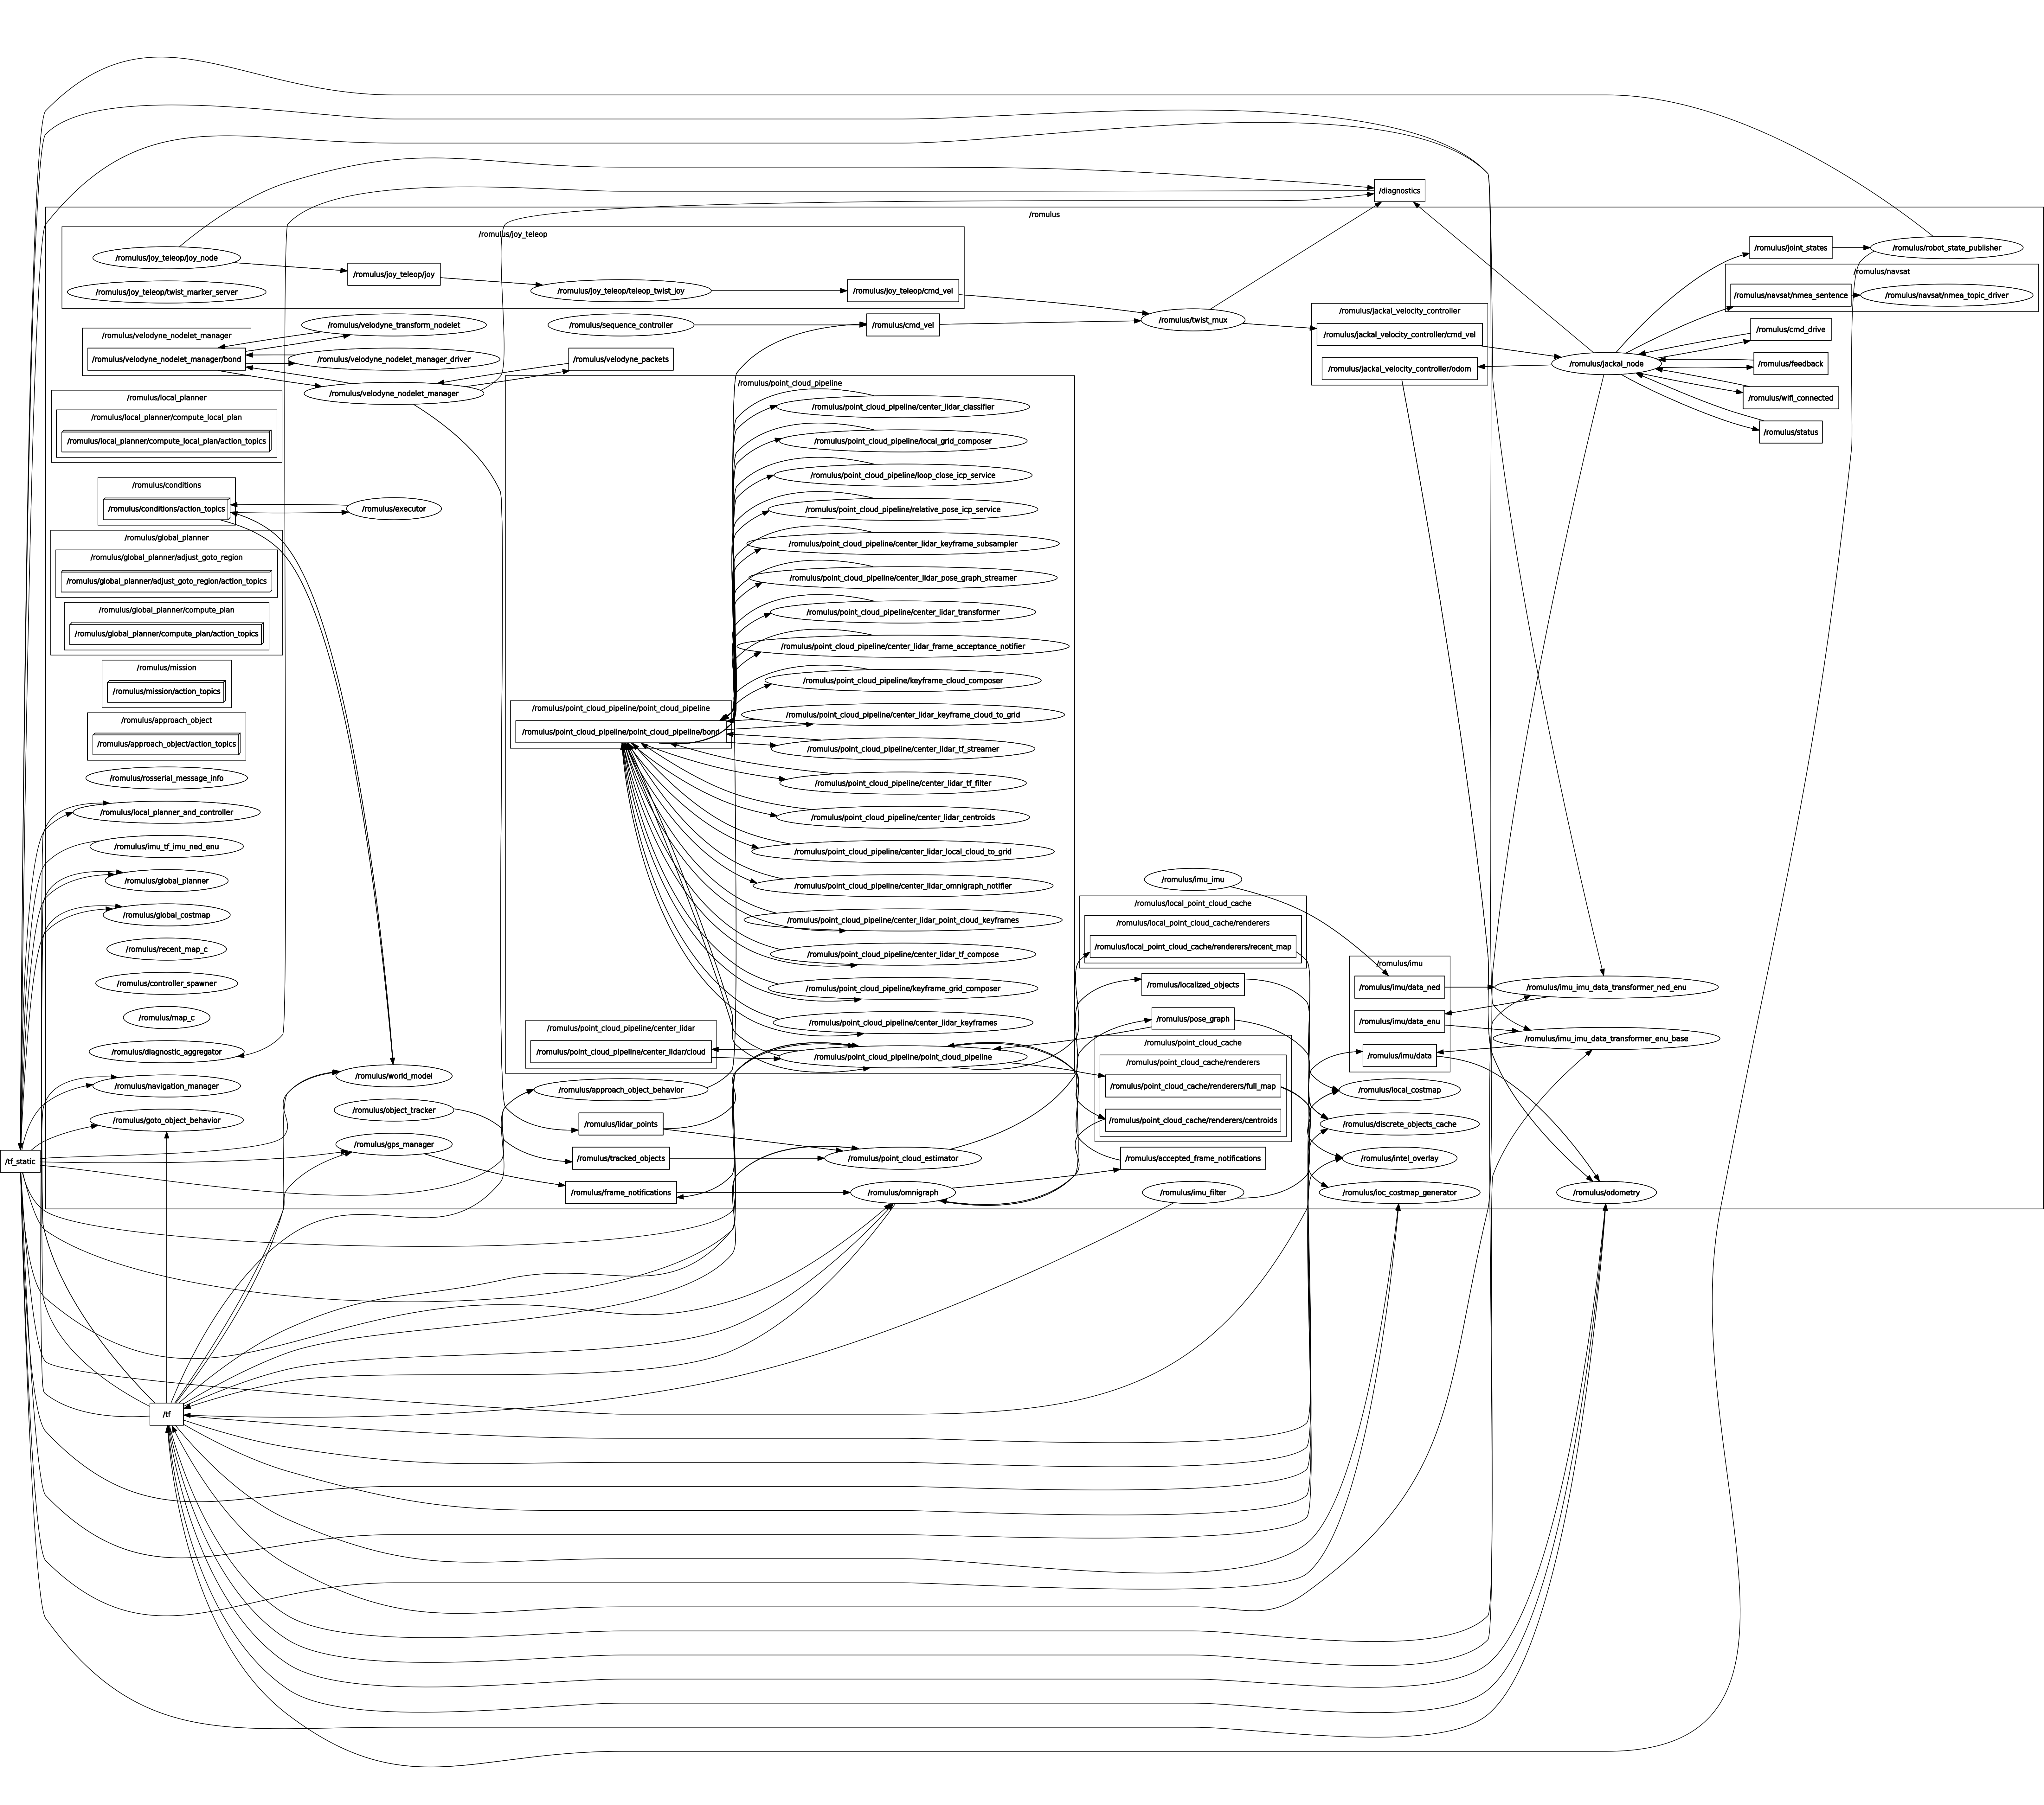 /diagnostics
/romulus
/romulus/joy_teleop
/romulus/joy_teleop/joy_node
/romulus/joy_teleop/joy
/romulus/joy_teleop/twist_marker_server
/romulus/joy_teleop/teleop_twist_joy
/romulus/joy_teleop/cmd_vel
/romulus/joint_states
/romulus/robot_state_publisher
/romulus/navsat
/romulus/navsat/nmea_sentence
/romulus/navsat/nmea_topic_driver
/romulus/velodyne_nodelet_manager
/romulus/velodyne_nodelet_manager/bond
/romulus/velodyne_transform_nodelet
/romulus/velodyne_nodelet_manager_driver
/romulus/velodyne_nodelet_manager
/romulus/sequence_controller
/romulus/velodyne_packets
/romulus/cmd_vel
/romulus/twist_mux
/romulus/jackal_velocity_controller
/romulus/jackal_velocity_controller/cmd_vel
/romulus/jackal_velocity_controller/odom
/romulus/jackal_node
/romulus/cmd_drive
/romulus/feedback
/romulus/wifi_connected
/romulus/status
/romulus/local_planner
/romulus/local_planner/compute_local_plan
/romulus/local_planner/compute_local_plan/action_topics
/romulus/conditions
/romulus/conditions/action_topics
/romulus/executor
/romulus/global_planner
/romulus/global_planner/adjust_goto_region
/romulus/global_planner/adjust_goto_region/action_topics
/romulus/global_planner/compute_plan
/romulus/global_planner/compute_plan/action_topics
/romulus/mission
/romulus/mission/action_topics
/romulus/approach_object
/romulus/approach_object/action_topics
/romulus/rosserial_message_info
/romulus/local_planner_and_controller
/romulus/imu_tf_imu_ned_enu
/romulus/global_planner
/romulus/global_costmap
/romulus/recent_map_c
/romulus/controller_spawner
/romulus/map_c
/romulus/diagnostic_aggregator
/romulus/navigation_manager
/romulus/goto_object_behavior
/romulus/world_model
/romulus/object_tracker
/romulus/gps_manager
/romulus/point_cloud_pipeline
/romulus/point_cloud_pipeline/center_lidar_classifier
/romulus/point_cloud_pipeline/local_grid_composer
/romulus/point_cloud_pipeline/loop_close_icp_service
/romulus/point_cloud_pipeline/relative_pose_icp_service
/romulus/point_cloud_pipeline/center_lidar_keyframe_subsampler
/romulus/point_cloud_pipeline/center_lidar_pose_graph_streamer
/romulus/point_cloud_pipeline/center_lidar_transformer
/romulus/point_cloud_pipeline/center_lidar_frame_acceptance_notifier
/romulus/point_cloud_pipeline/keyframe_cloud_composer
/romulus/point_cloud_pipeline/point_cloud_pipeline
/romulus/point_cloud_pipeline/point_cloud_pipeline/bond
/romulus/point_cloud_pipeline/center_lidar_keyframe_cloud_to_grid
/romulus/point_cloud_pipeline/center_lidar_tf_streamer
/romulus/point_cloud_pipeline/center_lidar_tf_filter
/romulus/point_cloud_pipeline/center_lidar_centroids
/romulus/point_cloud_pipeline/center_lidar_local_cloud_to_grid
/romulus/point_cloud_pipeline/center_lidar_omnigraph_notifier
/romulus/point_cloud_pipeline/center_lidar_point_cloud_keyframes
/romulus/point_cloud_pipeline/center_lidar_tf_compose
/romulus/point_cloud_pipeline/keyframe_grid_composer
/romulus/point_cloud_pipeline/center_lidar_keyframes
/romulus/point_cloud_pipeline/center_lidar
/romulus/point_cloud_pipeline/center_lidar/cloud
/romulus/point_cloud_pipeline/point_cloud_pipeline
/romulus/approach_object_behavior
/romulus/lidar_points
/romulus/tracked_objects
/romulus/frame_notifications
/romulus/point_cloud_estimator
/romulus/omnigraph
/romulus/imu_imu
/romulus/local_point_cloud_cache
/romulus/local_point_cloud_cache/renderers
/romulus/local_point_cloud_cache/renderers/recent_map
/romulus/localized_objects
/romulus/pose_graph
/romulus/point_cloud_cache
/romulus/point_cloud_cache/renderers
/romulus/point_cloud_cache/renderers/full_map
/romulus/point_cloud_cache/renderers/centroids
/romulus/accepted_frame_notifications
/romulus/imu_filter
/romulus/imu
/romulus/imu/data_ned
/romulus/imu/data_enu
/romulus/imu/data
/romulus/imu_imu_data_transformer_ned_enu
/romulus/imu_imu_data_transformer_enu_base
/romulus/local_costmap
/romulus/discrete_objects_cache
/romulus/intel_overlay
/romulus/ioc_costmap_generator
/romulus/odometry
/tf_static
/tf